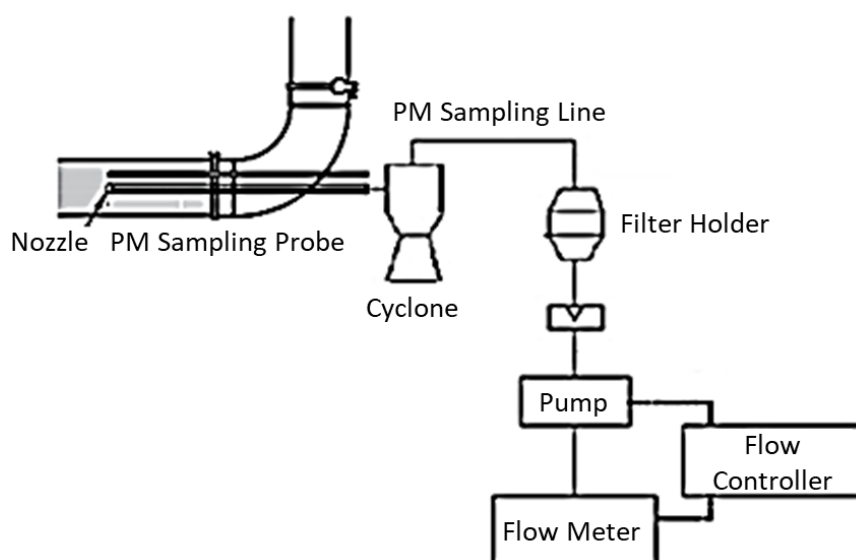 PM Sampling Line
Nozzle
PM Sampling Probe
Filter Holder
Cyclone
Pump
Flow
Controller
Flow Meter